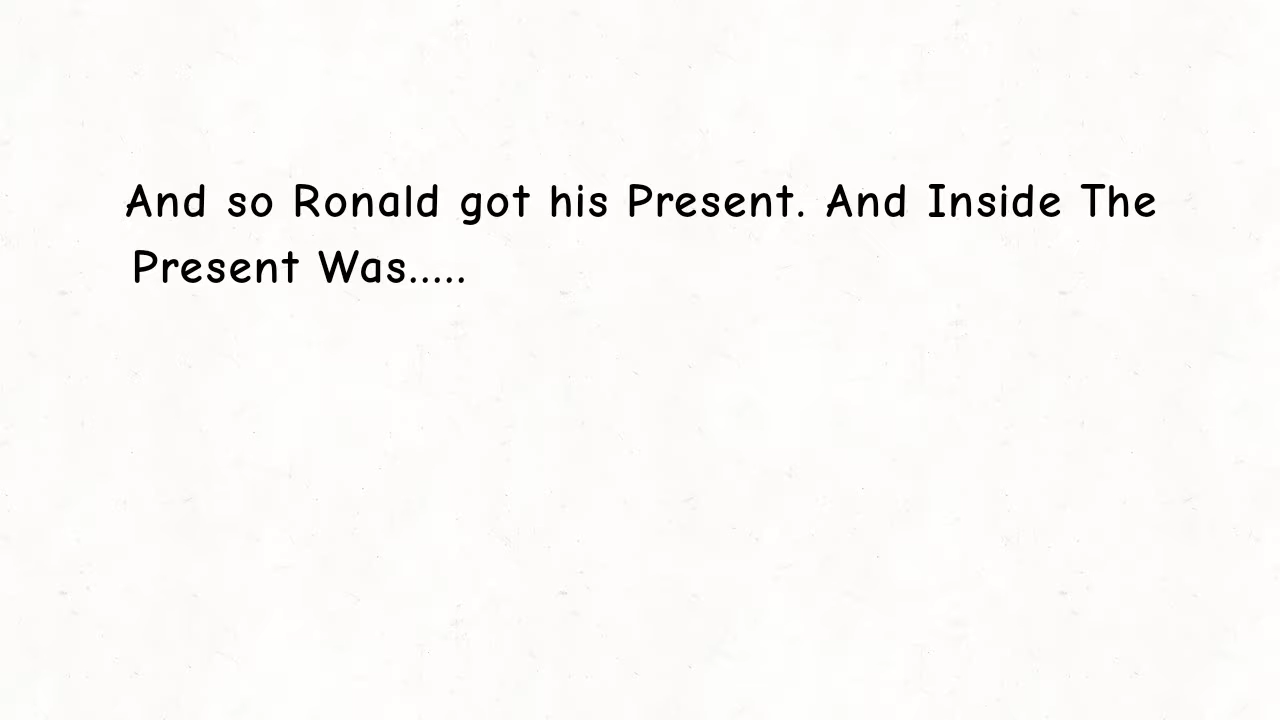 And so Ronald got his Present. And Inside The
Present Was.....